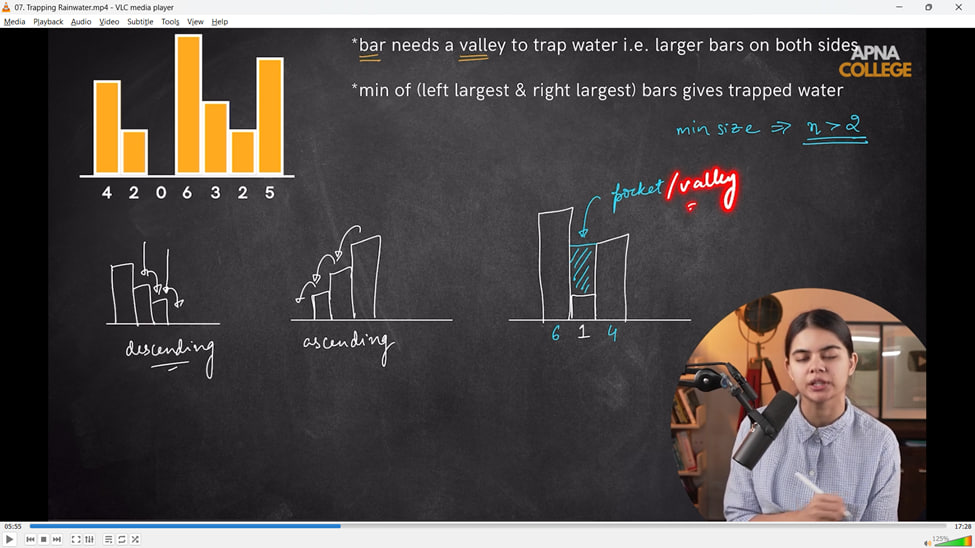 07. Trapping Rainwater.mp4 - VLC media player
Media Playback Audio Video Subtitle Tools View Help
*bar needs a valley to trap water i.e. larger bars on both sides
APNA
COLLEGE
*min of (left largest & right largest) bars gives trapped water
min size ⇒ n > 2
4 2 0 6 3 2 5
pocket /valley
6 1 4
descending
ascending
05:55
17:28
125%